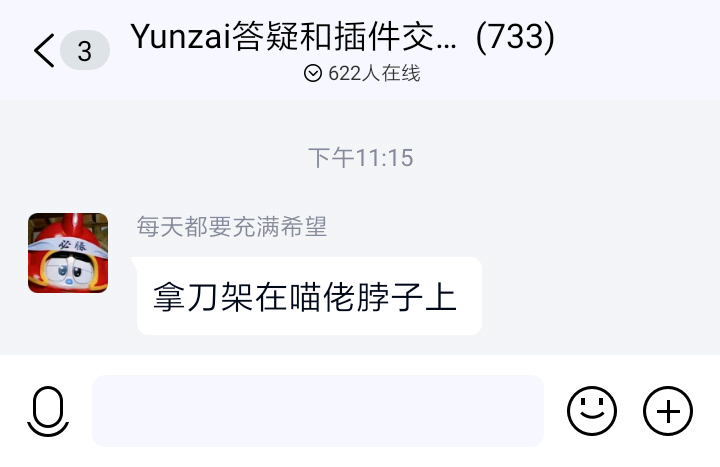 3
Yunzai答疑和插件交... (733)
622人在线
下午11:15
每天都要充满希望
必勝
拿刀架在喵佬脖子上